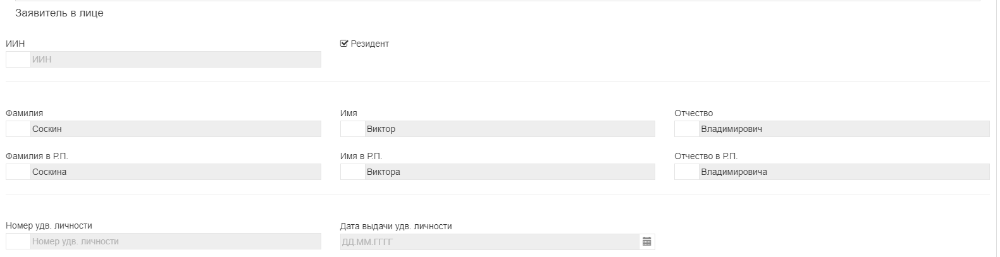 Заявитель в лице
ИИН
Резидент
ИИН
Фамилия Имя Отчество
Соскин Виктор Владимирович
Фамилия в Р.П. Имя в Р.П. Отчество в Р.П.
Соскина Виктора Владимировича
Номер удв. личности Дата выдачи удв. личности
Номер удв. личности ДД.ММ.ГГГГ